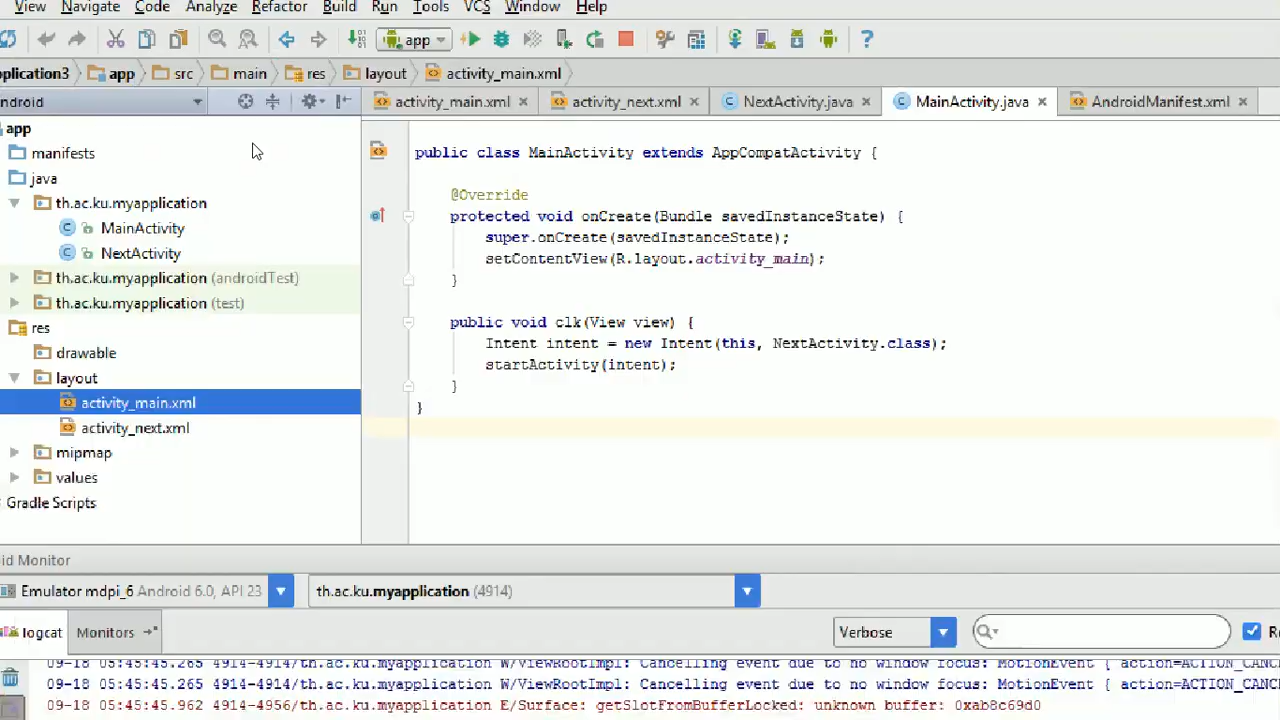 View Navigate Code Analyze Refactor Build Run Tools VCS Window Help
app
plication3 app src main res layout activity_main.xml
ndroid
activity_main.xml activity_next.xml NextActivity.java MainActivity.java AndroidManifest.xml
app
manifests
java
th.ac.ku.myapplication
MainActivity
NextActivity
th.ac.ku.myapplication (androidTest)
th.ac.ku.myapplication (test)
res
drawable
layout
activity_main.xml
activity_next.xml
mipmap
values
Gradle Scripts
public class MainActivity extends AppCompatActivity {
@Override
protected void onCreate(Bundle savedInstanceState) {
super.onCreate(savedInstanceState);
setContentView(R.layout.activity_main);
}
public void clk(View view) {
Intent intent = new Intent(this, NextActivity.class);
startActivity(intent);
}
}
id Monitor
Emulator mdpi_6 Android 6.0, API 23 th.ac.ku.myapplication (4914)
logcat Monitors Verbose Re
09-18 05:45:45.265 4914-4914/th.ac.ku.myapplication W/ViewRootImpl: Cancelling event due to no window focus: MotionEvent { action=ACTION_CANC
09-18 05:45:45.265 4914-4914/th.ac.ku.myapplication W/ViewRootImpl: Cancelling event due to no window focus: MotionEvent { action=ACTION_CANC
09-18 05:45:45.962 4914-4956/th.ac.ku.myapplication E/Surface: getSlotFromBufferLocked: unknown buffer: 0xab8c69d0